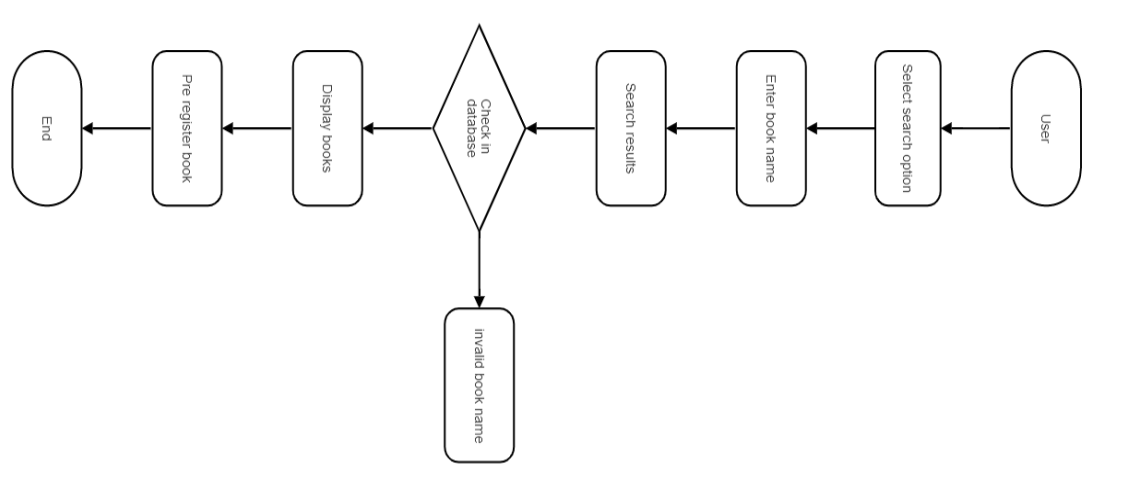 User
Select search option
Enter book name
Search results
Check in
database
Display books
Pre register book
End
invalid book name